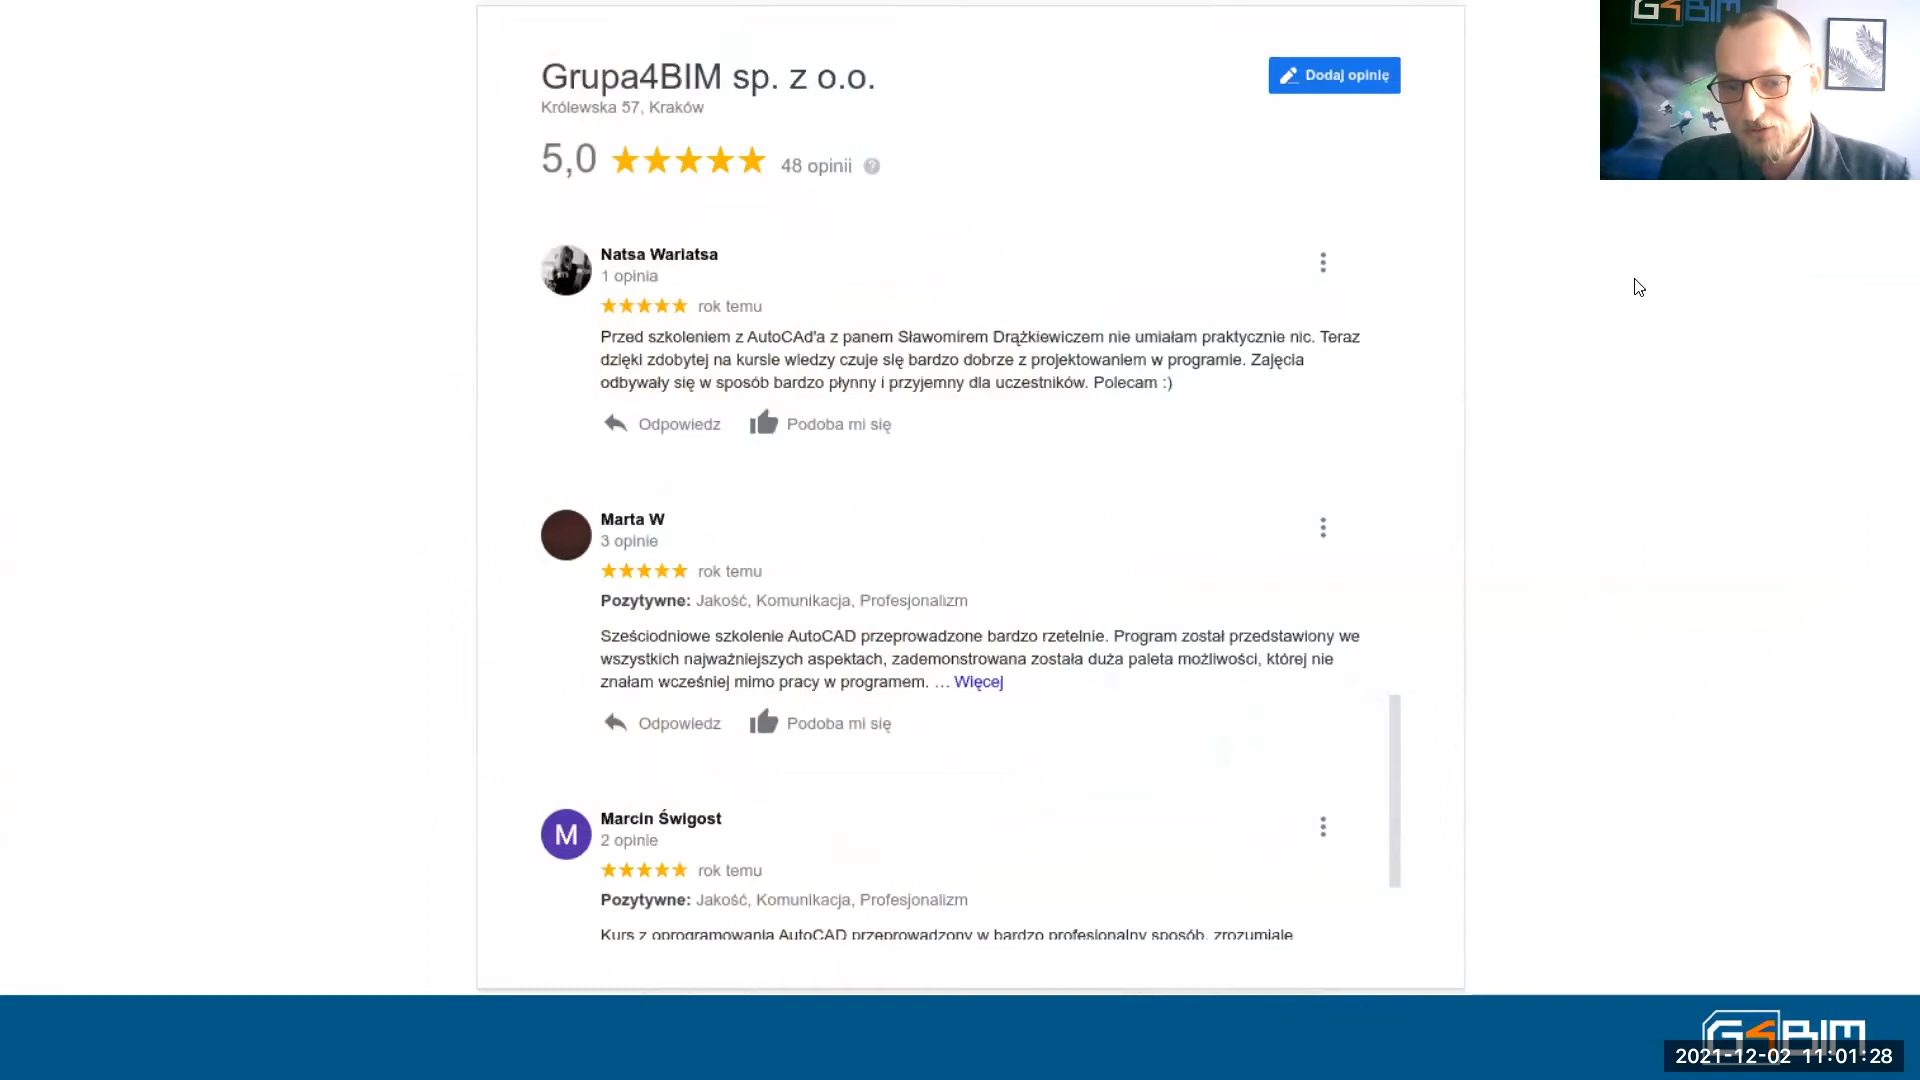 G4BIM
Grupa4BIM sp. z o.o.
Dodaj opinię
Królewska 57, Kraków
5,0
48 opinii
?
Natsa Wariatsa
1 opinia
rok temu
Przed szkoleniem z AutoCAd'a z panem Sławomirem Drążkiewiczem nie umiałam praktycznie nic. Teraz
dzięki zdobytej na kursie wiedzy czuje się bardzo dobrze z projektowaniem w programie. Zajęcia
odbywały się w sposób bardzo płynny i przyjemny dla uczestników. Polecam :)
Odpowiedz Podoba mi się
Marta W
3 opinie
rok temu
Pozytywne: Jakość, Komunikacja, Profesjonalizm
Sześciodniowe szkolenie AutoCAD przeprowadzone bardzo rzetelnie. Program został przedstawiony we
wszystkich najważniejszych aspektach, zademonstrowana została duża paleta możliwości, której nie
znałam wcześniej mimo pracy w programem. … Więcej
Odpowiedz Podoba mi się
M
Marcin Świgost
2 opinie
rok temu
Pozytywne: Jakość, Komunikacja, Profesjonalizm
Kurs z oprogramowania AutoCAD przeprowadzony w bardzo profesjonalny sposób, zrozumiale
G4BIM
2021-12-02 11:01:28